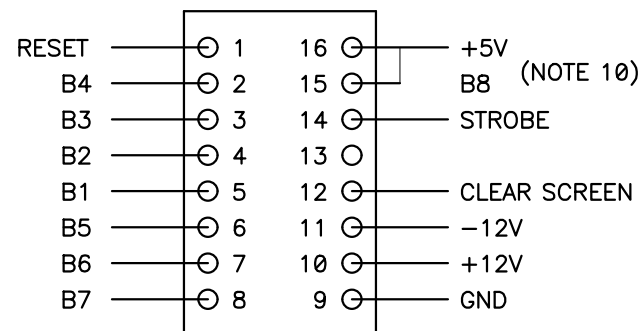 RESET 1 16 +5V
B4 2 15 B8 (NOTE 10)
B3 3 14 STROBE
B2 4 13
B1 5 12 CLEAR SCREEN
B5 6 11 -12V
B6 7 10 +12V
B7 8 9 GND